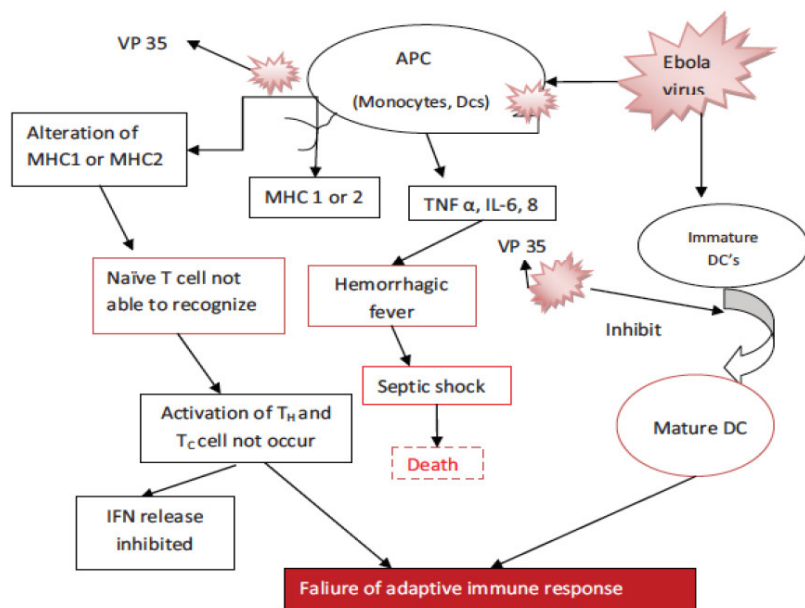 VP 35
APC
(Monocytes, Dcs)
Ebola
virus
Alteration of
MHC1 or MHC2
MHC 1 or 2
TNF α, IL-6, 8
Immature
DC's
VP 35
Naïve T cell not
able to recognize
Hemorrhagic
fever
Inhibit
Septic shock
Activation of TH and
TC cell not occur
Mature DC
Death
IFN release
inhibited
Faliure of adaptive immune response